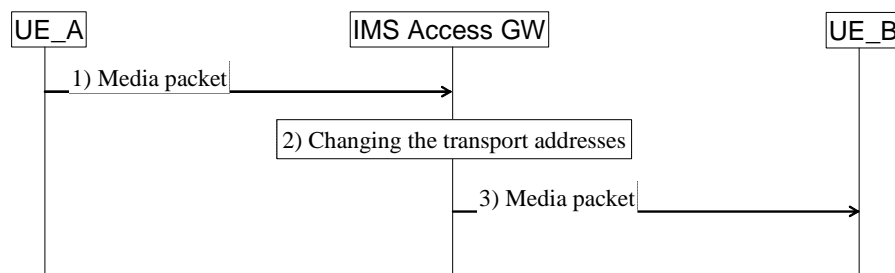 UE_A
IMS Access GW
UE_B
1) Media packet
2) Changing the transport addresses
3) Media packet